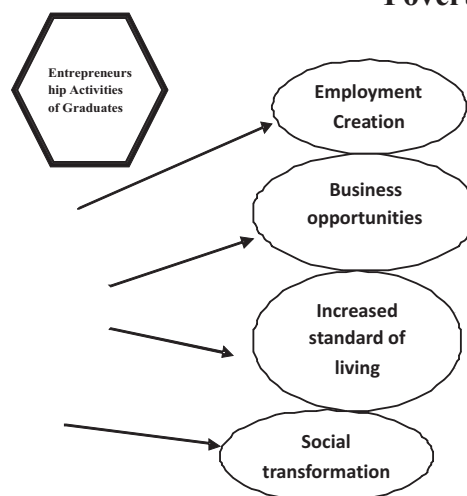 Entrepreneurs
hip Activities
of Graduates
Employment
Creation
Business
opportunities
Increased
standard of
living
Social
transformation